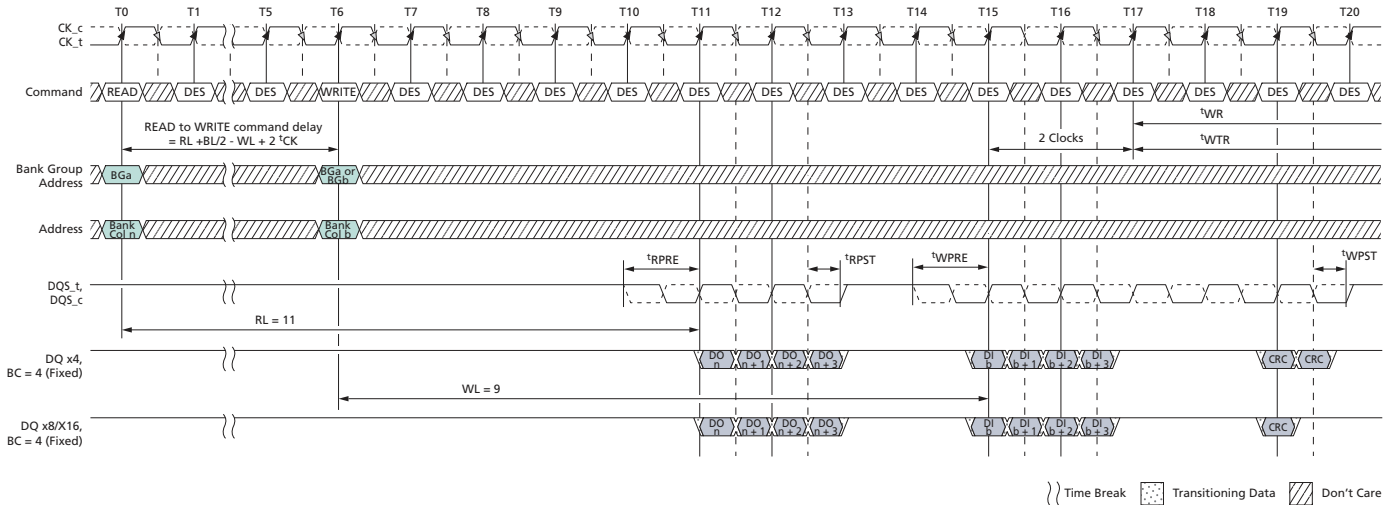 T0 T1 T5 T6 T7 T8 T9 T10 T11 T12 T13 T14 T15 T16 T17 T18 T19 T20
CK_c
CK_t
Command READ DES DES WRITE DES DES DES DES DES DES DES DES DES DES DES DES DES DES
READ to WRITE command delay
= RL +BL/2 - WL + 2 tCK
tWR
2 Clocks
tWTR
Bank Group
Address
BGa
BGa or
BGb
Address
Bank
Col n
Bank
Col b
tRPRE
tRPST
tWPRE
tWPST
DQS_t,
DQS_c
RL = 11
DQ x4,
BC = 4 (Fixed)
DO
n
DO
n + 1
DO
n + 2
DO
n + 3
DI
b
DI
b + 1
DI
b + 2
DI
b + 3
CRC
CRC
WL = 9
DQ x8/X16,
BC = 4 (Fixed)
DO
n
DO
n + 1
DO
n + 2
DO
n + 3
DI
b
DI
b + 1
DI
b + 2
DI
b + 3
CRC
Time Break
Transitioning Data
Don't Care